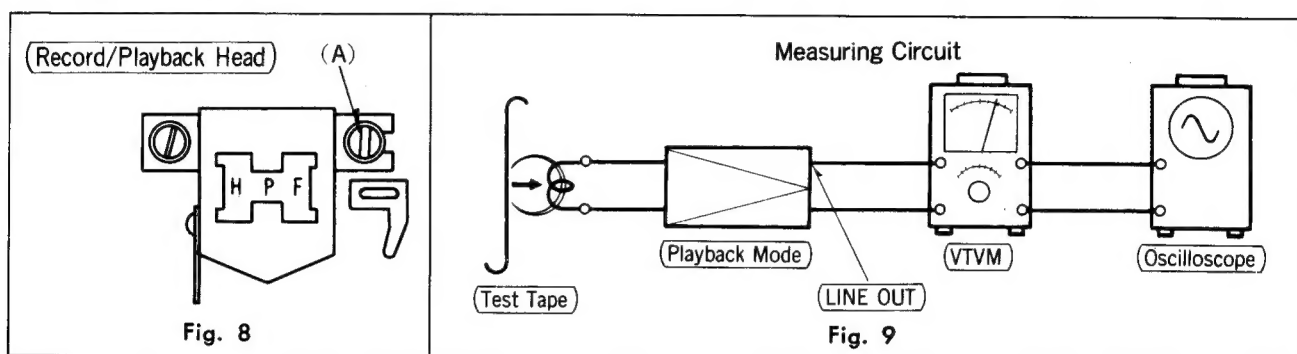 Record/Playback Head
(A)
H P F
Fig. 8
Measuring Circuit
Test Tape
Playback Mode
LINE OUT
VTVM
Oscilloscope
Fig. 9